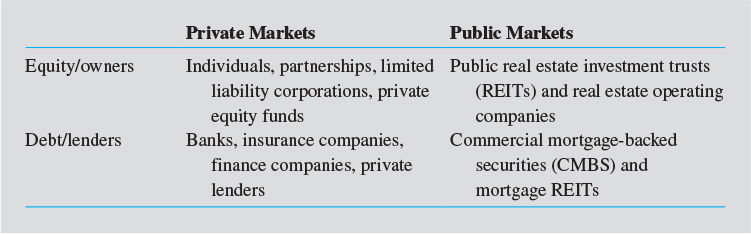 Private Markets Public Markets
Equity/owners Individuals, partnerships, limited Public real estate investment trusts
liability corporations, private (REITs) and real estate operating
equity funds companies
Debt/lenders Banks, insurance companies, Commercial mortgage-backed
finance companies, private securities (CMBS) and
lenders mortgage REITs